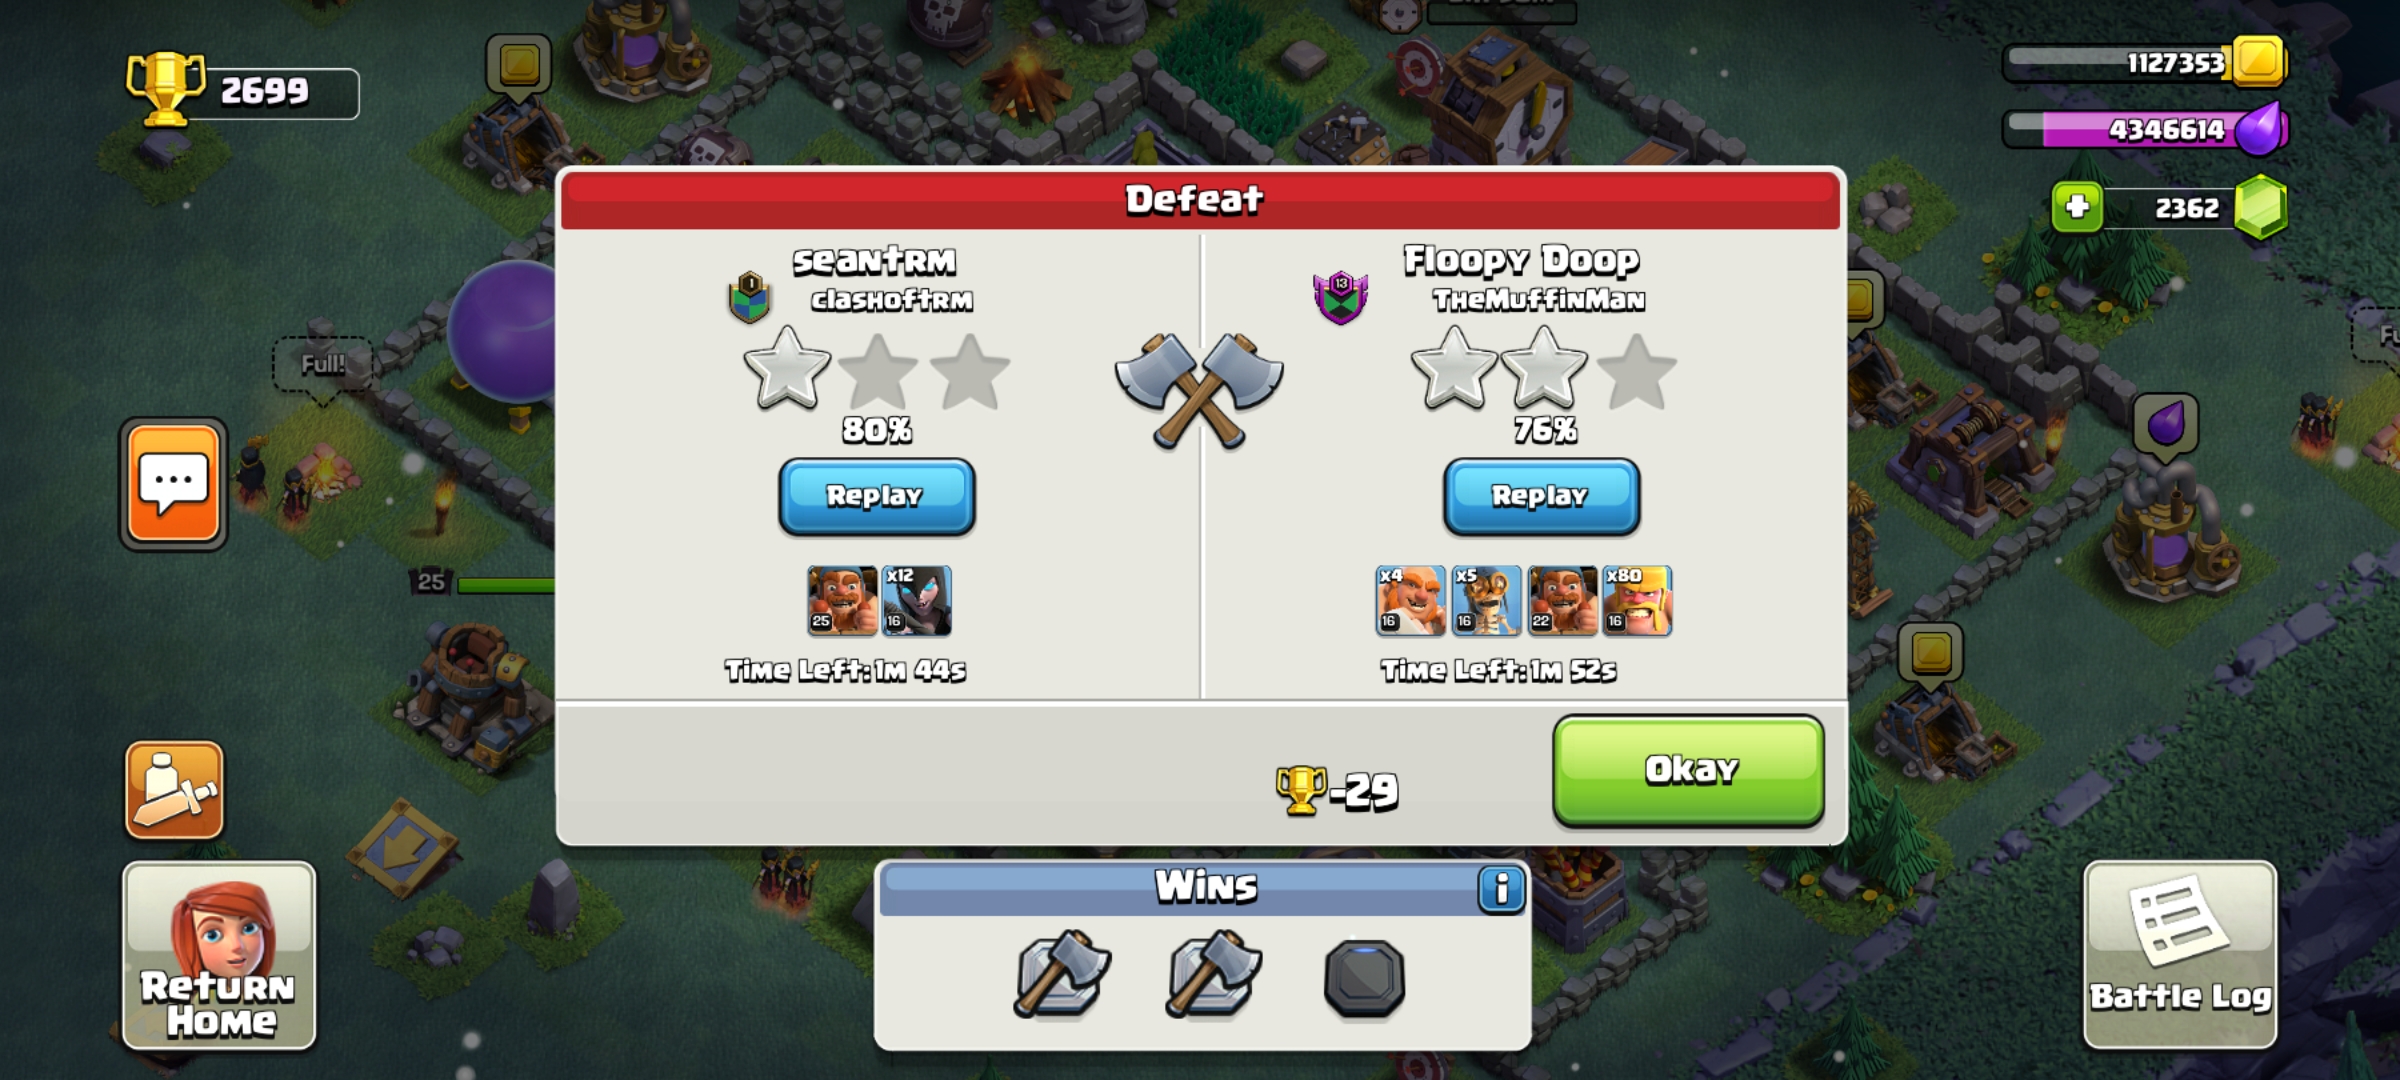 2699
1127353
4346614
2362
Defeat
seantRM
clashoftRM
1
80%
Replay
x12
25
16
Time Left: 1m 44s
Floopy Doop
TheMuffinMan
13
76%
Replay
x4
x5
x80
16
16
22
16
Time Left: 1m 52s
-29
Okay
Wins
i
Full!
25
Return
Home
Battle Log